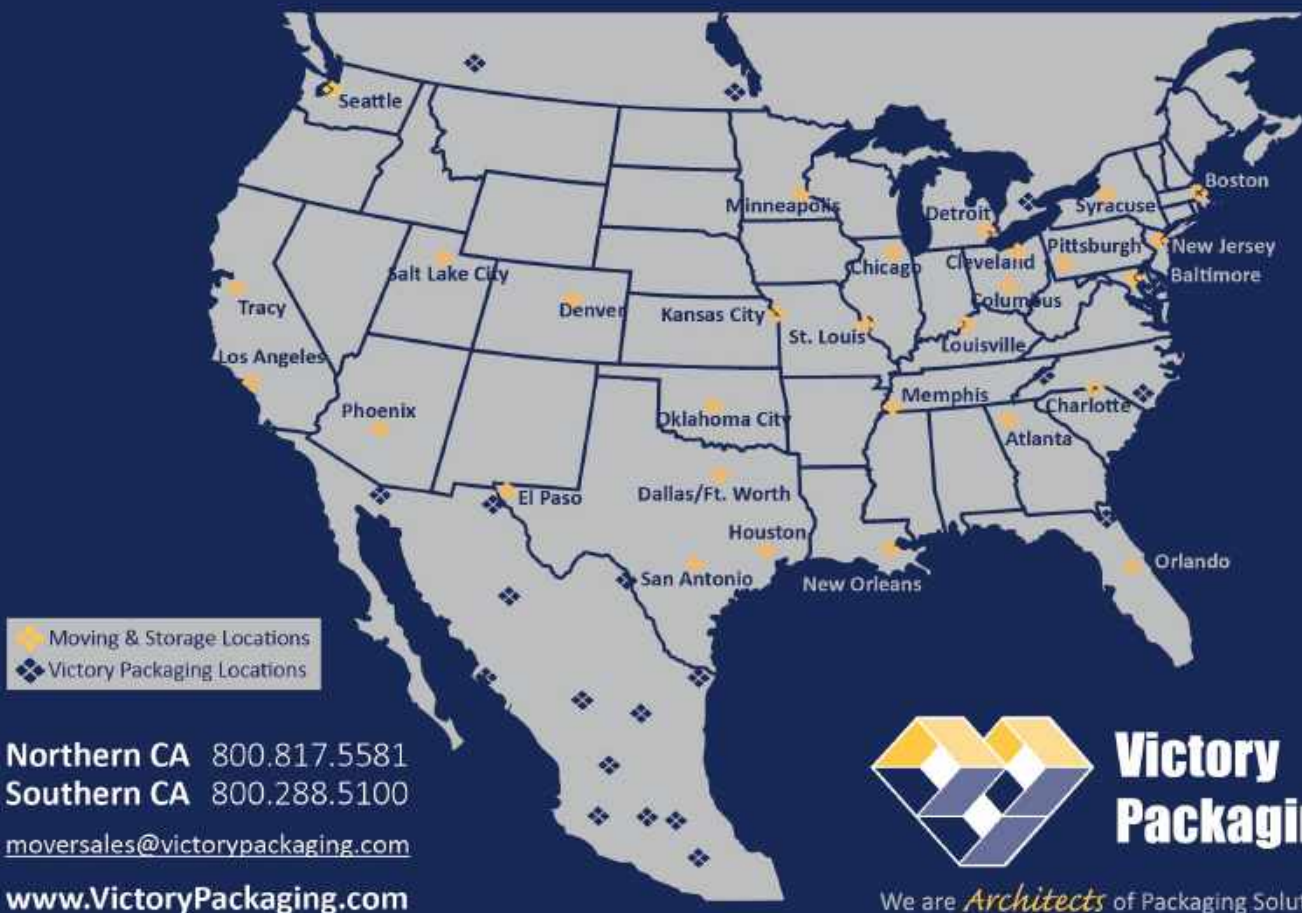 Seattle
Minneapolis
Detroit
Syracuse
Boston
Salt Lake City
Chicago
Cleveland
Pittsburgh
New Jersey
Baltimore
Tracy
Denver
Kansas City
St. Louis
Columbus
Louisville
Los Angeles
Phoenix
Oklahoma City
Memphis
Charlotte
Atlanta
El Paso
Dallas/Ft. Worth
Houston
San Antonio
New Orleans
Orlando
Moving & Storage Locations
Victory Packaging Locations
Northern CA 800.817.5581
Southern CA 800.288.5100
moversales@victorypackaging.com
www.VictoryPackaging.com
Victory
We are Architects of Packaging